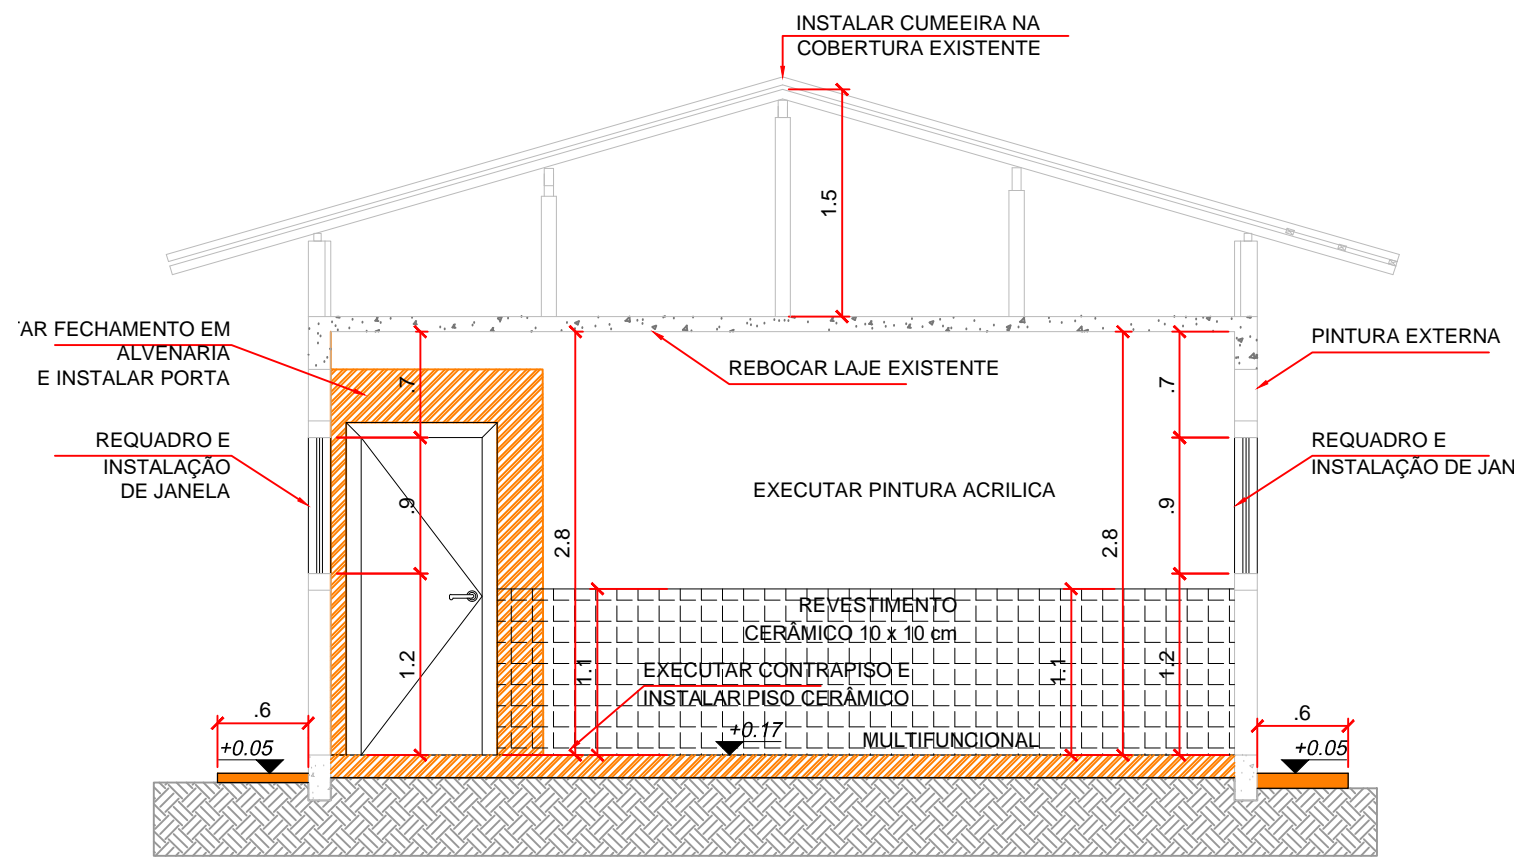 INSTALAR CUMEEIRA NA
COBERTURA EXISTENTE
1.5
AR FECHAMENTO EM
ALVENARIA
E INSTALAR PORTA
REBOCAR LAJE EXISTENTE
PINTURA EXTERNA
.7
.7
REQUADRO E
INSTALAÇÃO
DE JANELA
REQUADRO E
INSTALAÇÃO DE JAN
EXECUTAR PINTURA ACRILICA
.9
.9
2.8
2.8
REVESTIMENTO
CERÂMICO 10 x 10 cm
1.2
1.1
1.1
1.2
EXECUTAR CONTRAPISO E
INSTALAR PISO CERÂMICO
.6
.6
+0.05
+0.17
MULTIFUNCIONAL
+0.05